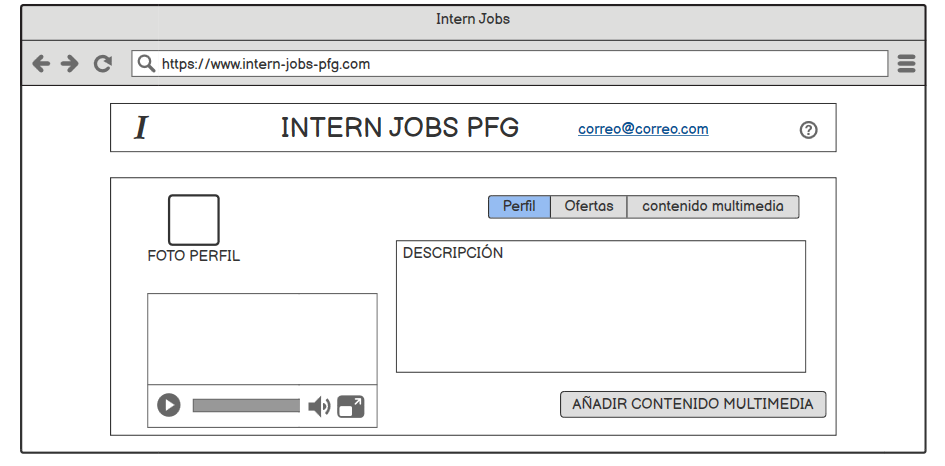 Intern Jobs
https://www.intern-jobs-pfg.com
I INTERN JOBS PFG correo@correo.com ?
Perfil Ofertas contenido multimedia
FOTO PERFIL
DESCRIPCIÓN
AÑADIR CONTENIDO MULTIMEDIA